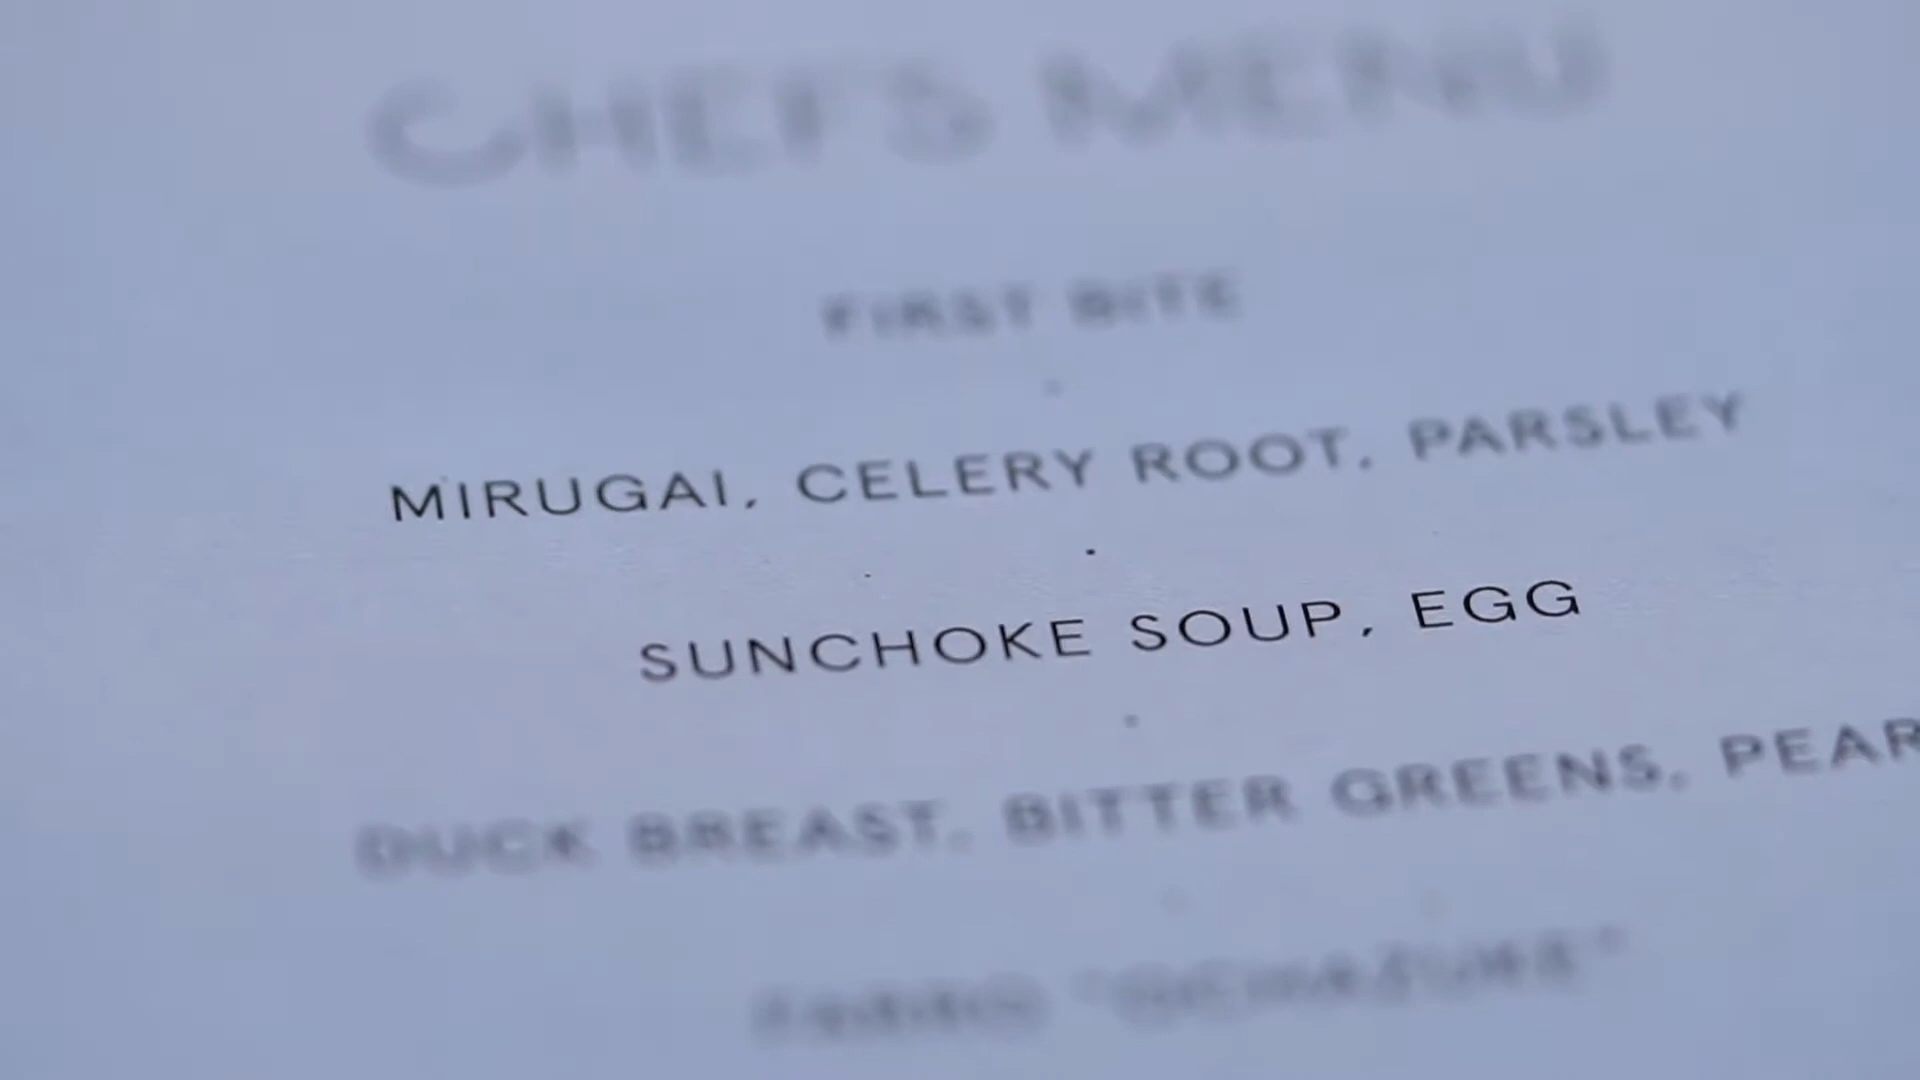 CHEFS MENU
FIRST BITE
MIRUGAI, CELERY ROOT, PARSLEY
SUNCHOKE SOUP, EGG
DUCK BREAST, BITTER GREENS, PEAR